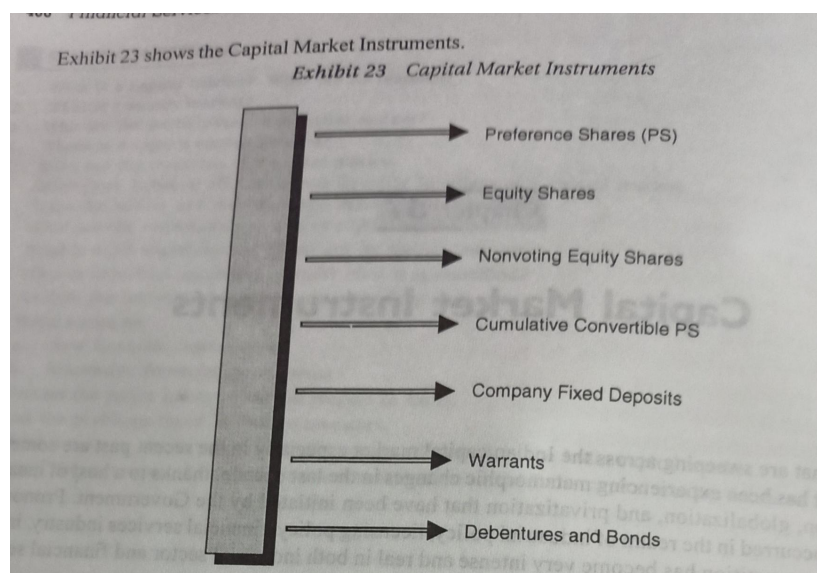 Exhibit 23 shows the Capital Market Instruments.
Exhibit 23 Capital Market Instruments
Preference Shares (PS)
Equity Shares
Nonvoting Equity Shares
Cumulative Convertible PS
Company Fixed Deposits
Warrants
Debentures and Bonds